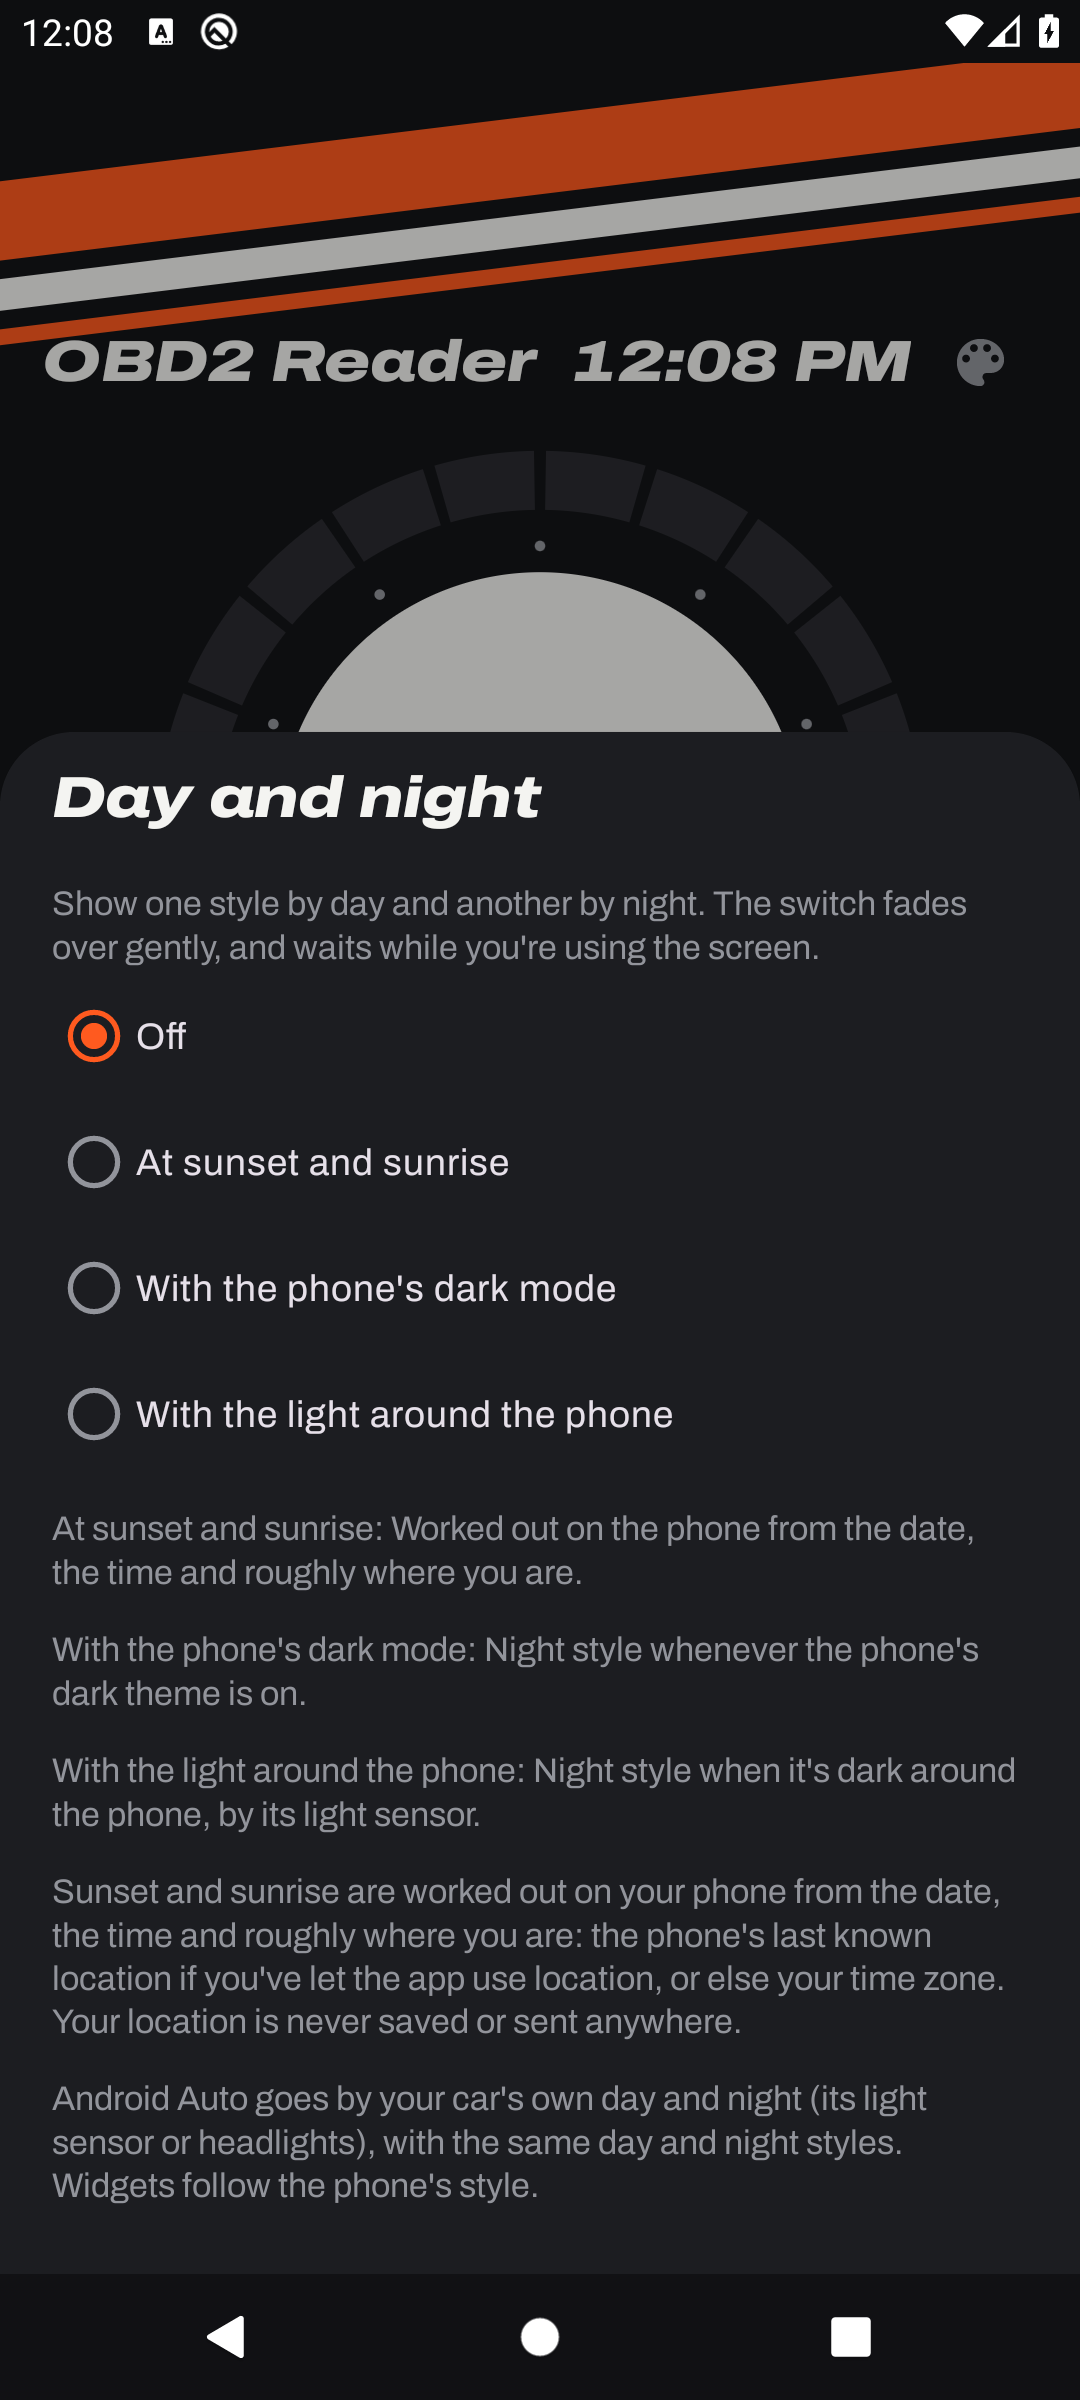 12:08
OBD2 Reader 12:08 PM
Day and night
Show one style by day and another by night. The switch fades
over gently, and waits while you're using the screen.
Off
At sunset and sunrise
With the phone's dark mode
With the light around the phone
At sunset and sunrise: Worked out on the phone from the date,
the time and roughly where you are.
With the phone's dark mode: Night style whenever the phone's
dark theme is on.
With the light around the phone: Night style when it's dark around
the phone, by its light sensor.
Sunset and sunrise are worked out on your phone from the date,
the time and roughly where you are: the phone's last known
location if you've let the app use location, or else your time zone.
Your location is never saved or sent anywhere.
Android Auto goes by your car's own day and night (its light
sensor or headlights), with the same day and night styles.
Widgets follow the phone's style.